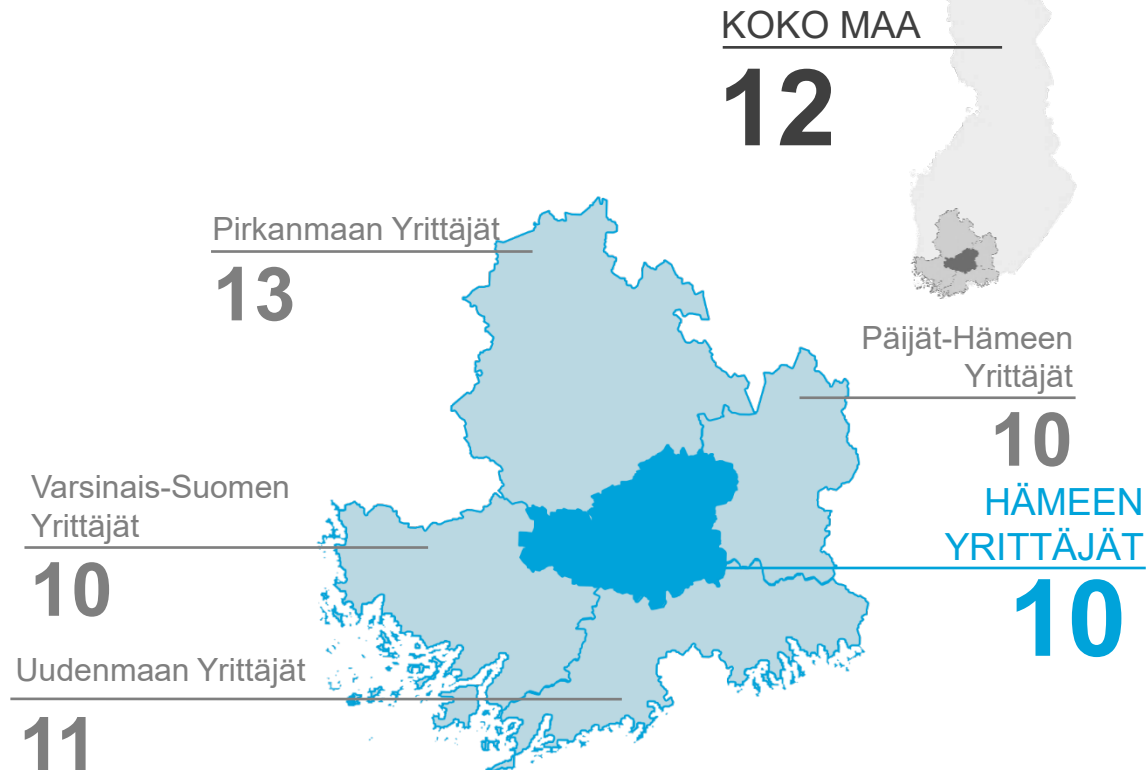 KOKO MAA
12
Pirkanmaan Yrittäjät
13
Päijät-Hämeen
Yrittäjät
10
Varsinais-Suomen
Yrittäjät
10
HÄMEEN
YRITTÄJÄT
10
Uudenmaan Yrittäjät
11